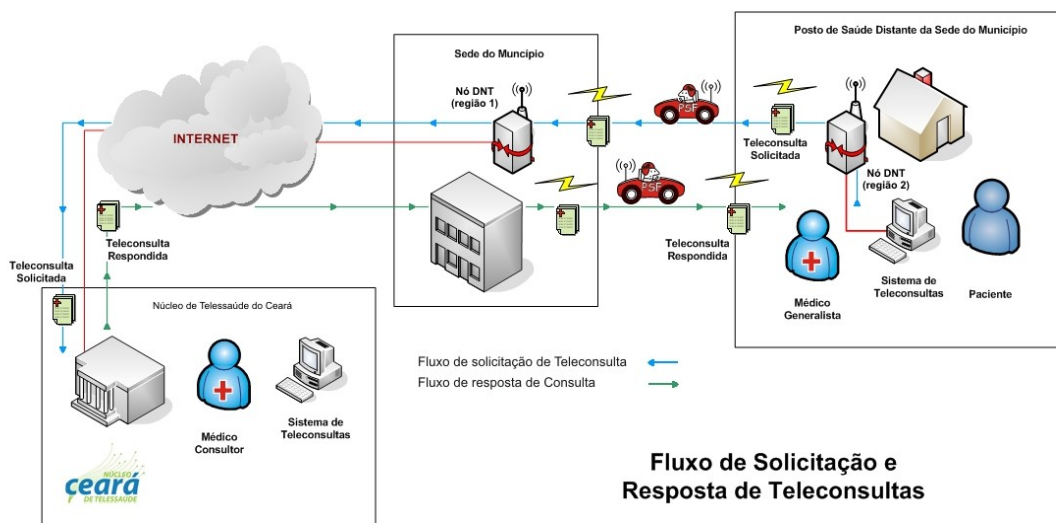 Sede do Muncípio
Posto de Saúde Distante da Sede do Município
Nó DNT
(região 1)
PSF
INTERNET
Teleconsulta
Solicitada
Nó DNT
(região 2)
PSF
Teleconsulta
Respondida
Teleconsulta
Respondida
Teleconsulta
Solicitada
Médico
Generalista
Sistema de
Teleconsultas
Paciente
Núcleo de Telessaúde do Ceará
Médico
Consultor
Sistema de
Teleconsultas
NÚCLEO
ceará
DE TELESSAÚDE
Fluxo de solicitação de Teleconsulta
Fluxo de resposta de Consulta
Fluxo de Solicitação e
Resposta de Teleconsultas